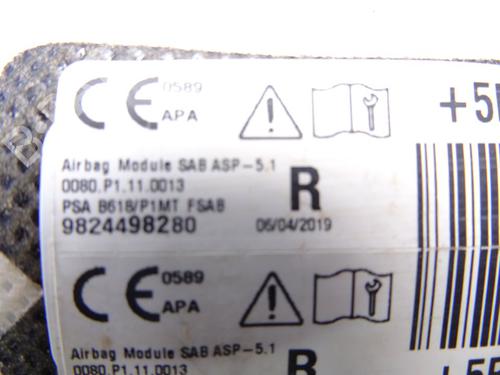 CE 0589
APA
+5
Airbag Module SAB ASP-5.1
0080.P1.11.0013
R
PSA B618/P1MT FSAB
9824498280
06/04/2019
CE 0589
APA
Airbag Module SAB ASP-5.1
0080.P1.11.0013
R
+5